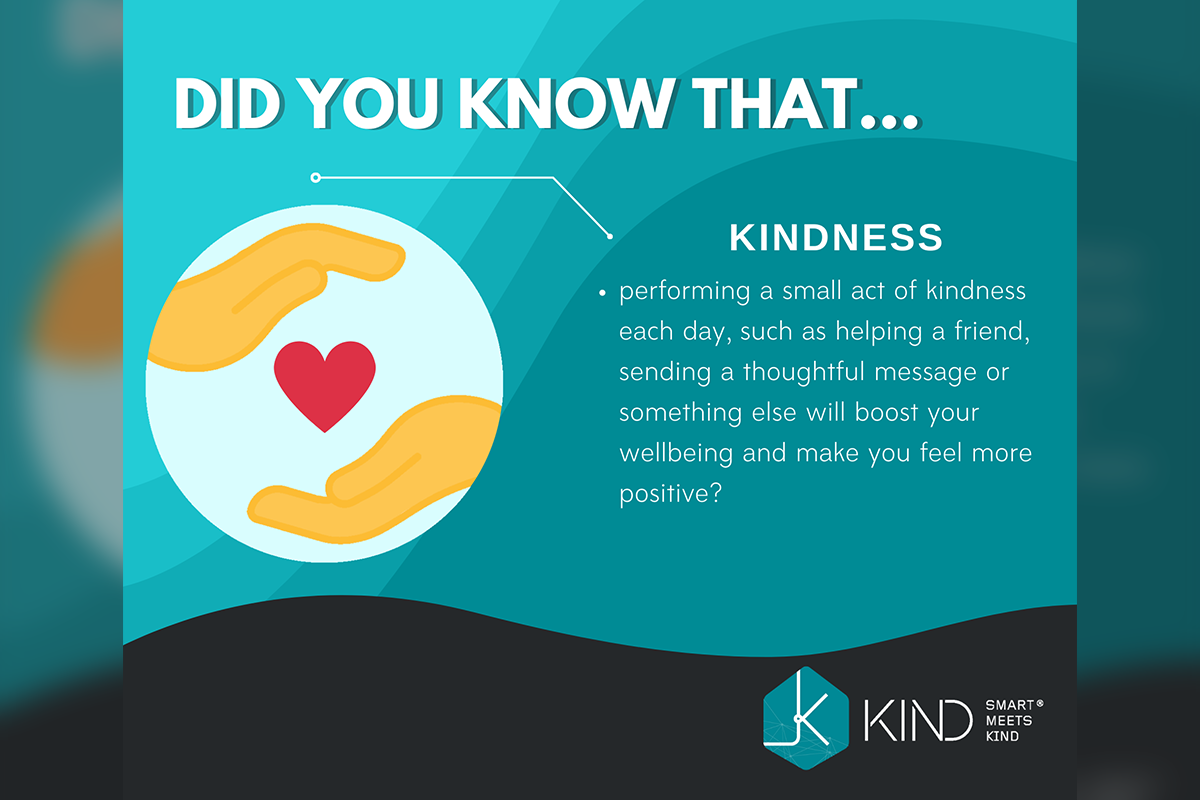 DID YOU KNOW THAT...
KINDNESS
• performing a small act of kindness
each day, such as helping a friend,
sending a thoughtful message or
something else will boost your
wellbeing and make you feel more
positive?
KIND
SMART®
MEETS
KIND